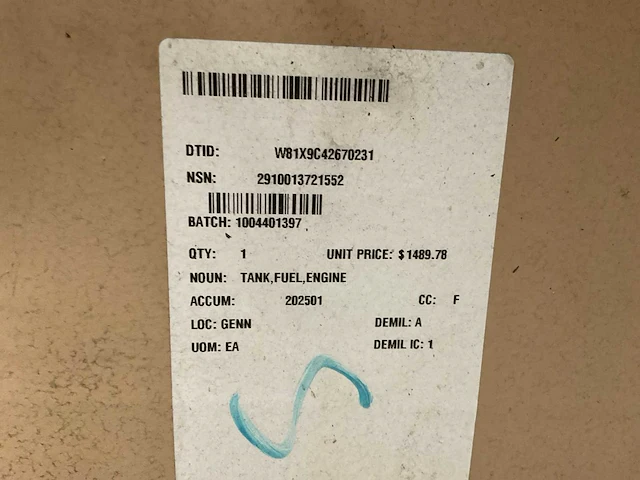 DTID: W81X9C42670231
NSN: 2910013721552
BATCH: 1004401397
QTY: 1 UNIT PRICE: $1489.78
NOUN: TANK,FUEL,ENGINE
ACCUM: 202501 CC: F
LOC: GENN DEMIL: A
UOM: EA DEMIL IC: 1